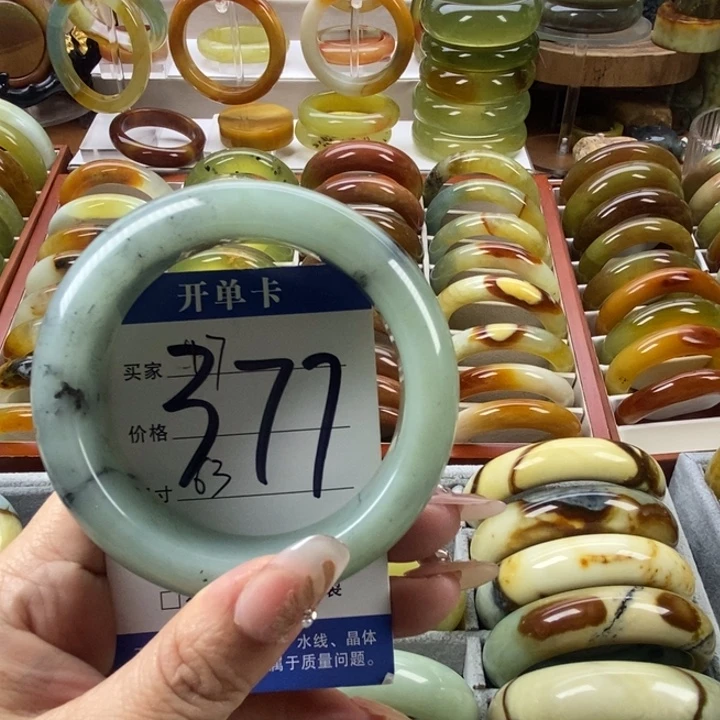 开单卡
买家
价格
377
寸 63
水线、晶体
属于质量问题。